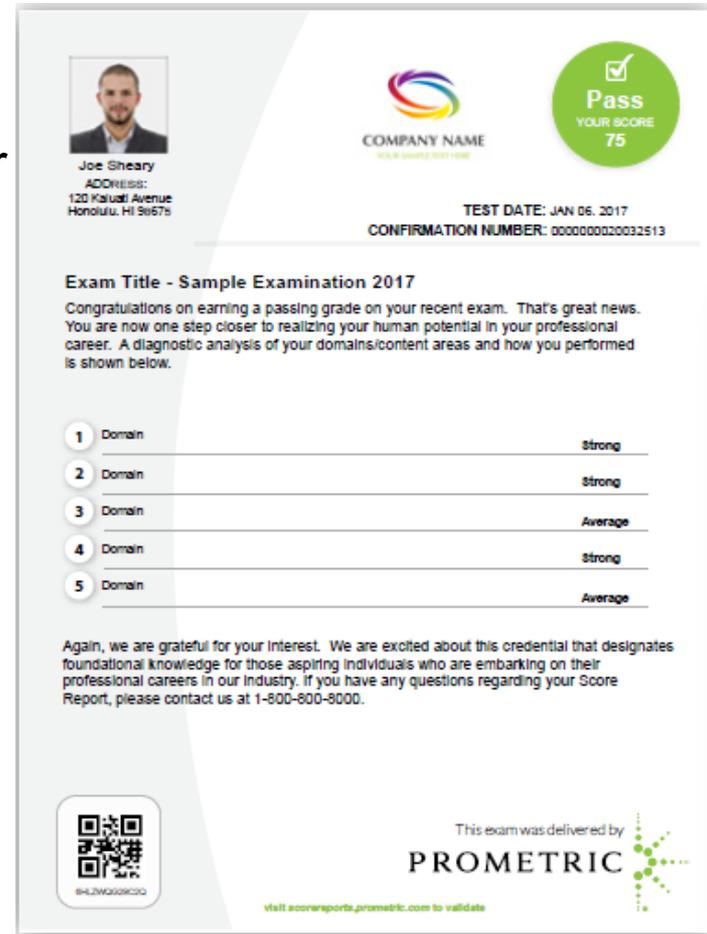 Pass
YOUR SCORE
75
COMPANY NAME
YOUR SAMPLE TEXT HERE
Joe Sheary
ADDRESS:
120 Kaluati Avenue
Honolulu, HI
TEST DATE: JAN 06. 2017
CONFIRMATION NUMBER: 0000000020032513
Exam Title - Sample Examination 2017
Congratulations on earning a passing grade on your recent exam. That's great news.
You are now one step closer to realizing your human potential in your professional
career. A diagnostic analysis of your domains/content areas and how you performed
is shown below.
1 Domain Strong
2 Domain Strong
3 Domain Average
4 Domain Strong
5 Domain Average
Again, we are grateful for your interest. We are excited about this credential that designates
foundational knowledge for those aspiring individuals who are embarking on their
professional careers in our industry. If you have any questions regarding your Score
Report, please contact us at 1-800-800-8000.
This exam was delivered by
PROMETRIC
visit scorereports.prometric.com to validate